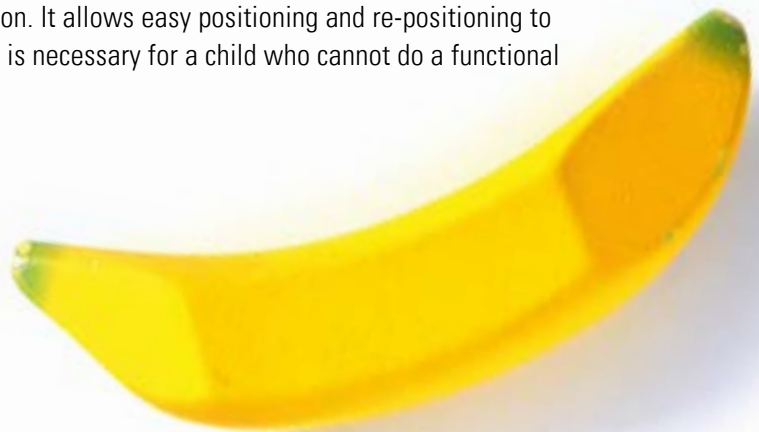 on. It allows easy positioning and re-positioning to
is necessary for a child who cannot do a functional